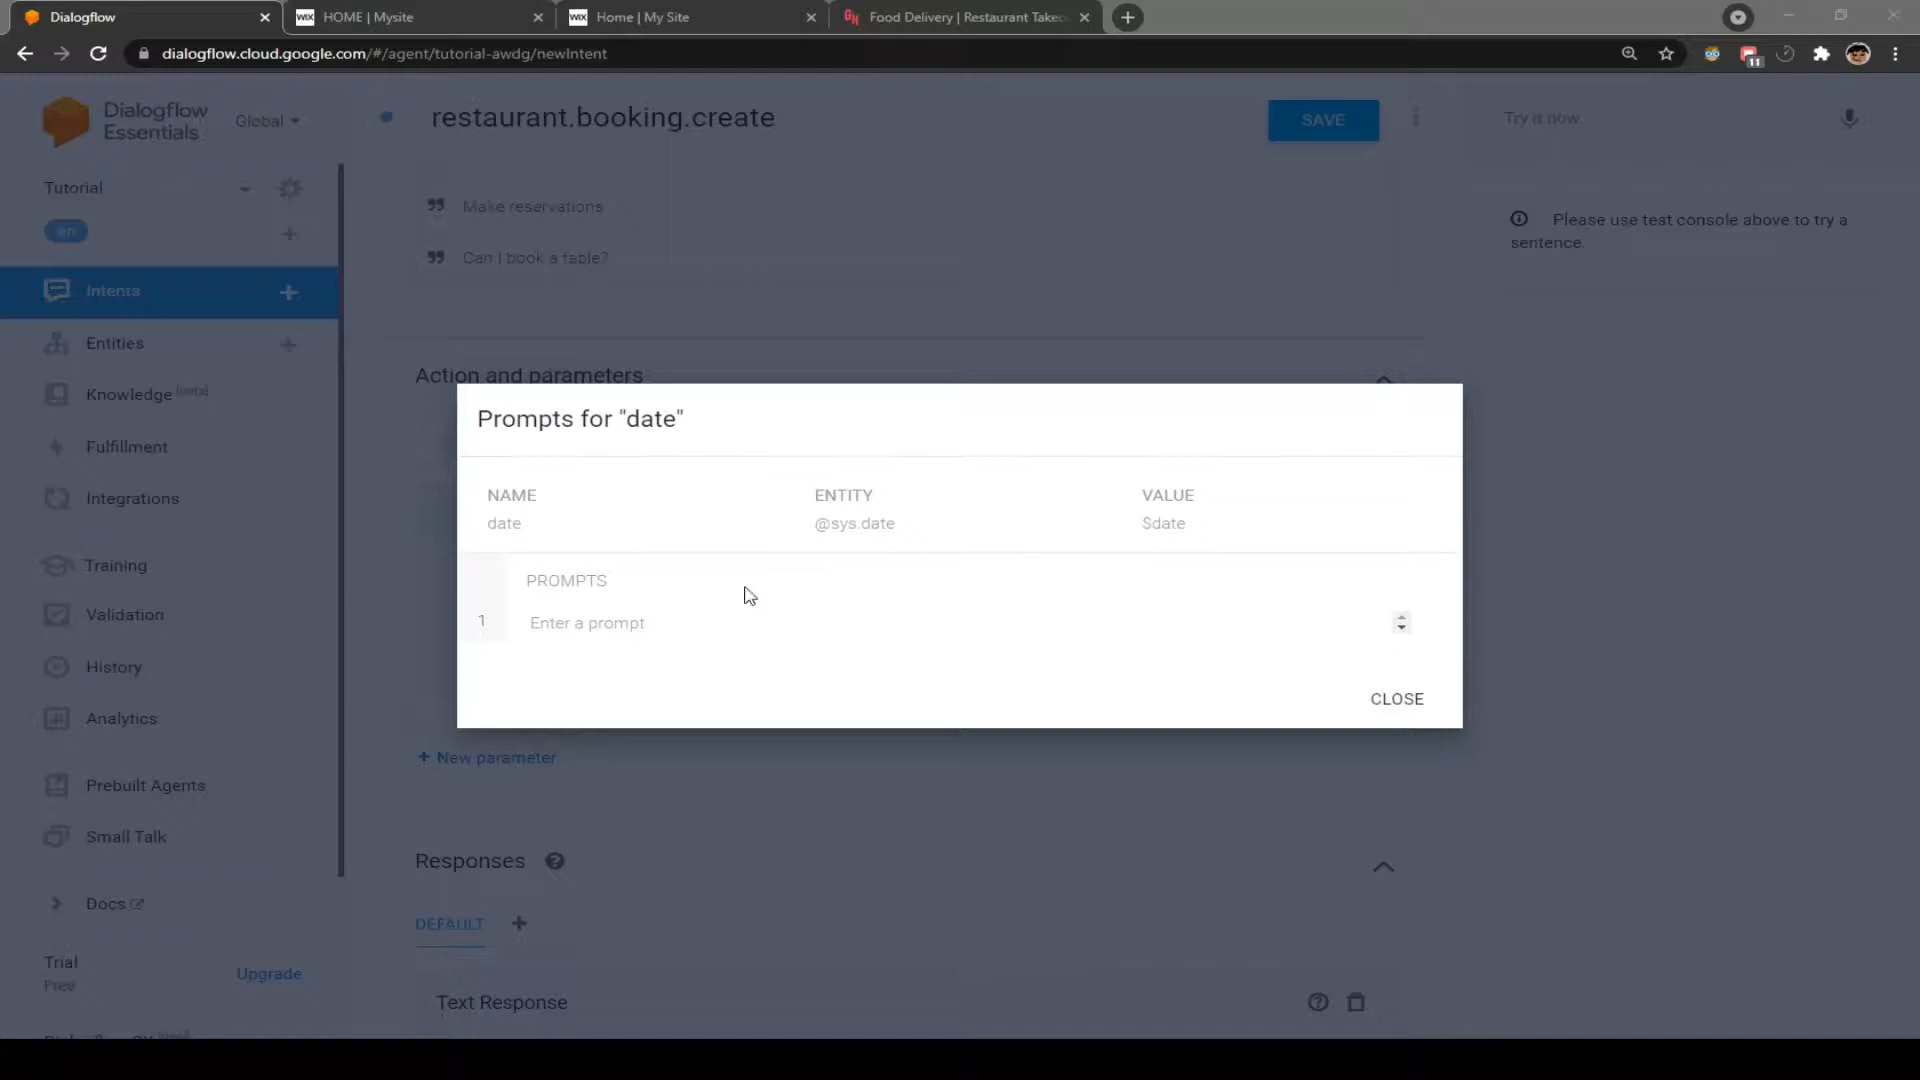 Dialogflow
HOME | Mysite
Home | My Site
Food Delivery | Restaurant Takeo
dialogflow.cloud.google.com/#/agent/tutorial-awdg/newIntent
11
Dialogflow
Essentials
Global
restaurant.booking.create
SAVE
Try it now
Tutorial
en
Make reservations
Can I book a table?
Please use test console above to try a
sentence.
Intents
Entities
Knowledge [beta]
Fulfillment
Integrations
Training
Validation
History
Analytics
Prebuilt Agents
Small Talk
Docs
Trial
Free
Upgrade
Action and parameters
Prompts for "date"
NAME
ENTITY
VALUE
date
@sys.date
$date
PROMPTS
1
Enter a prompt
CLOSE
+ New parameter
Responses
DEFAULT
Text Response